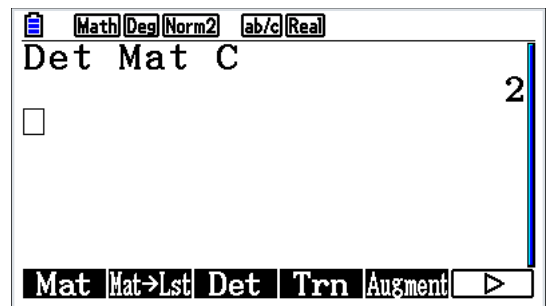 Math Deg Norm2 ab/c Real
Det Mat C
2
Mat Mat→Lst Det Trn Augment ▷